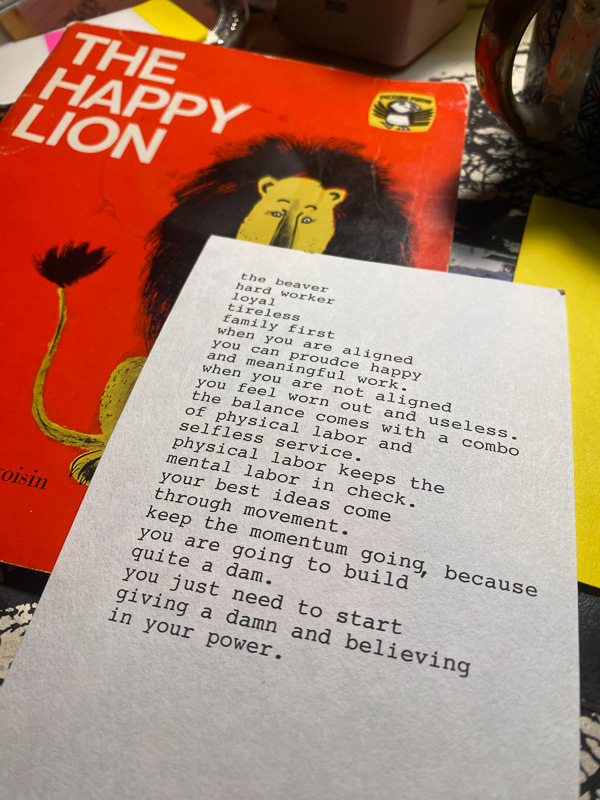 THE
HAPPY
LION
PICTURE PUFFIN
the beaver
hard worker
loyal
tireless
family first
when you are aligned
you can proudce happy
and meaningful work.
when you are not aligned
you feel worn out and useless.
the balance comes with a combo
of physical labor and
selfless service.
physical labor keeps the
mental labor in check.
your best ideas come
through movement.
keep the momentum going, because
you are going to build
quite a dam.
you just need to start
giving a damn and believing
in your power.
oisin